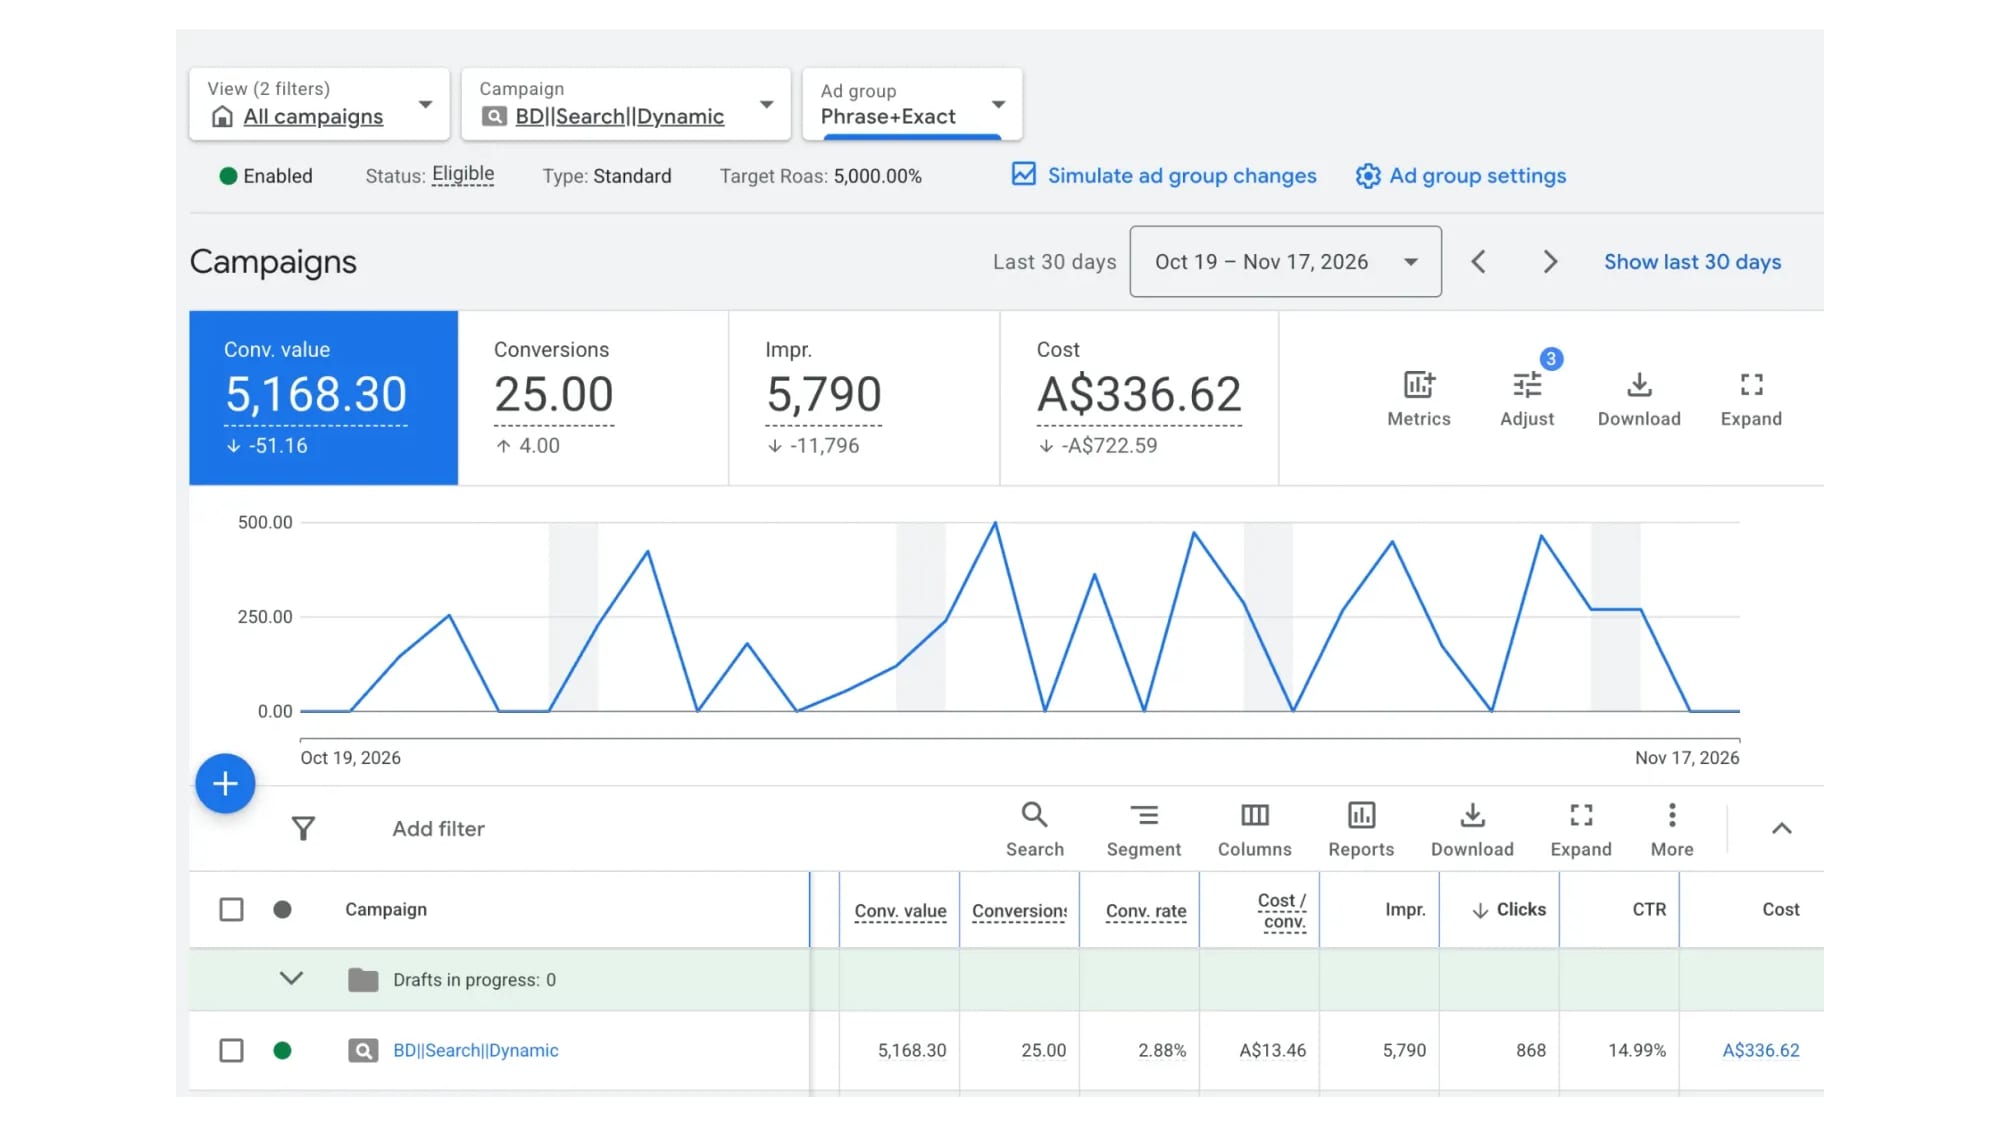 View (2 filters)
All campaigns
Campaign
BD||Search||Dynamic
Ad group
Phrase+Exact
Enabled
Status: Eligible
Type: Standard
Target Roas: 5,000.00%
Simulate ad group changes
Ad group settings
Campaigns
Last 30 days
Oct 19 – Nov 17, 2026
Show last 30 days
Conv. value
5,168.30
-51.16
Conversions
25.00
4.00
Impr.
5,790
-11,796
Cost
A$336.62
-A$722.59
Metrics
3
Adjust
Download
Expand
500.00
250.00
0.00
Oct 19, 2026
Nov 17, 2026
Add filter
Search
Segment
Columns
Reports
Download
Expand
More
Campaign
Conv. value
Conversions
Conv. rate
Cost /
conv.
Impr.
Clicks
CTR
Cost
Drafts in progress: 0
BD||Search||Dynamic
5,168.30
25.00
2.88%
A$13.46
5,790
868
14.99%
A$336.62